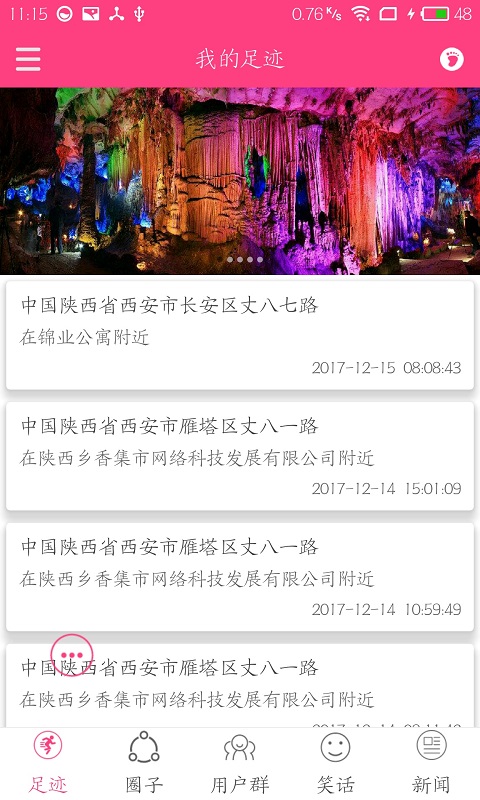 11:15 0.76 K/s 48
我的足迹
中国陕西省西安市长安区丈八七路
在锦业公寓附近
2017-12-15 08:08:43
中国陕西省西安市雁塔区丈八一路
在陕西乡香集市网络科技发展有限公司附近
2017-12-14 15:01:09
中国陕西省西安市雁塔区丈八一路
在陕西乡香集市网络科技发展有限公司附近
2017-12-14 10:59:49
中国陕西省西安市雁塔区丈八一路
在陕西乡香集市网络科技发展有限公司附近
足迹 圈子 用户群 笑话 新闻